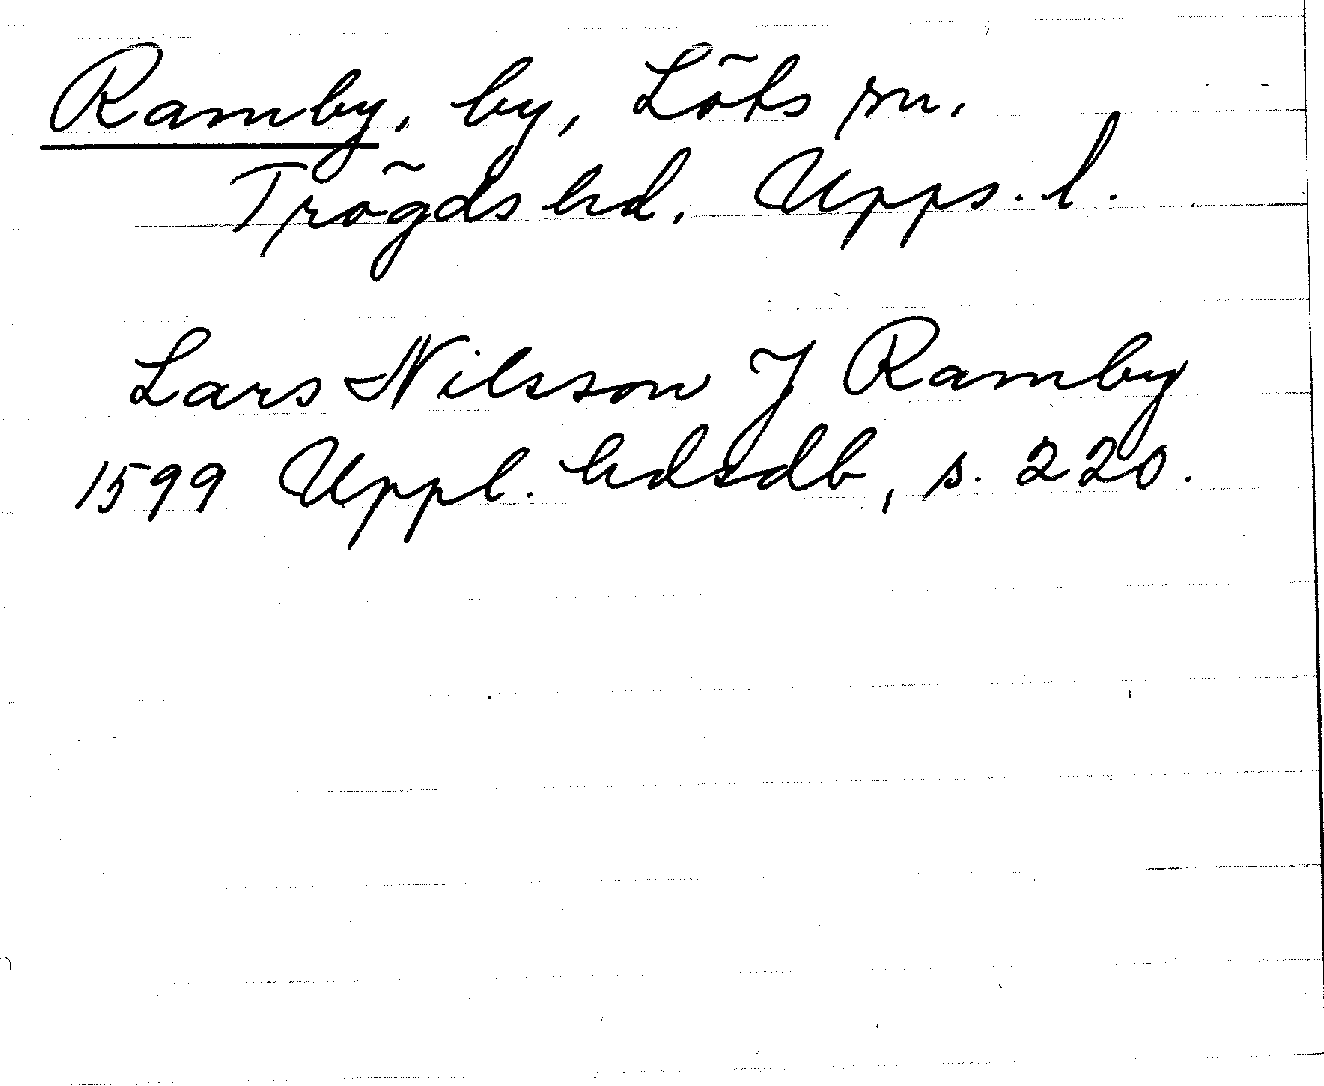 Ramby, by, Löts sn.
Trögds hd. Upps. l.
Lars Nilsson J Ramby
1599 Uppl. hdsdb, s. 220.